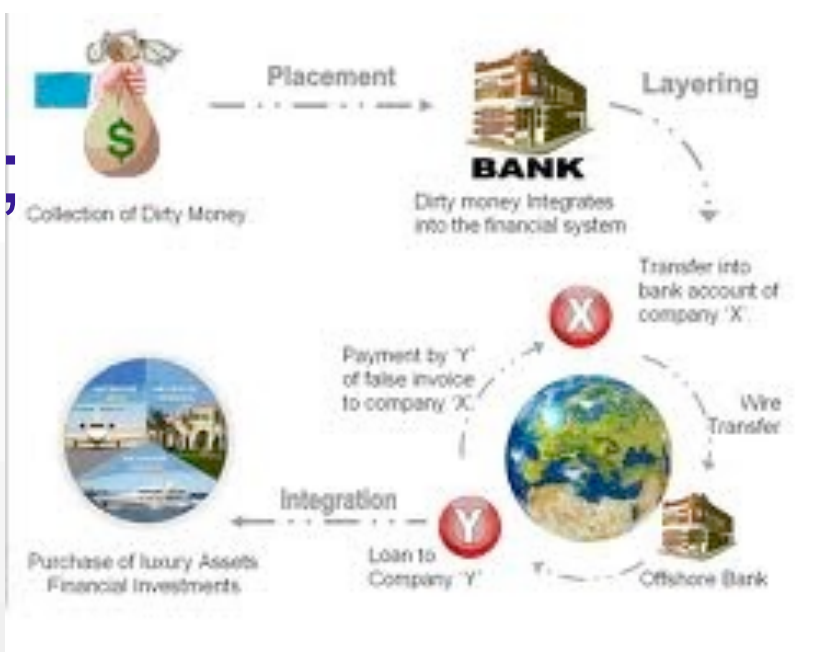 ;
$
Placement
Layering
BANK
Collection of Dirty Money
Dirty money Integrates
into the financial system
Transfer into
bank account of
company 'X'.
X
Payment by 'Y'
of false invoice
to company 'X'.
Wire
Transfer
Integration
Y
Purchase of luxury Assets
Financial Investments
Loan to
Company 'Y'
Offshore Bank